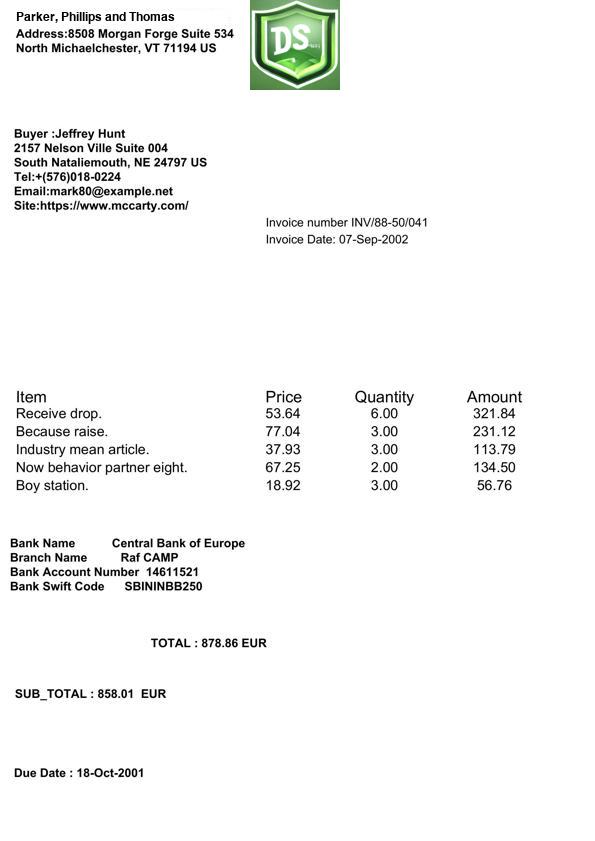 Parker, Phillips and Thomas
Address:8508 Morgan Forge Suite 534
North Michaelchester, VT 71194 US
DS
Buyer :Jeffrey Hunt
2157 Nelson Ville Suite 004
South Nataliemouth, NE 24797 US
Tel:+(576)018-0224
Email:mark80@example.net
Site:https://www.mccarty.com/
Invoice number INV/88-50/041
Invoice Date: 07-Sep-2002
Item Price Quantity Amount
Receive drop. 53.64 6.00 321.84
Because raise. 77.04 3.00 231.12
Industry mean article. 37.93 3.00 113.79
Now behavior partner eight. 67.25 2.00 134.50
Boy station. 18.92 3.00 56.76
Bank Name Central Bank of Europe
Branch Name Raf CAMP
Bank Account Number 14611521
Bank Swift Code SBININBB250
TOTAL : 878.86 EUR
SUB_TOTAL : 858.01 EUR
Due Date : 18-Oct-2001